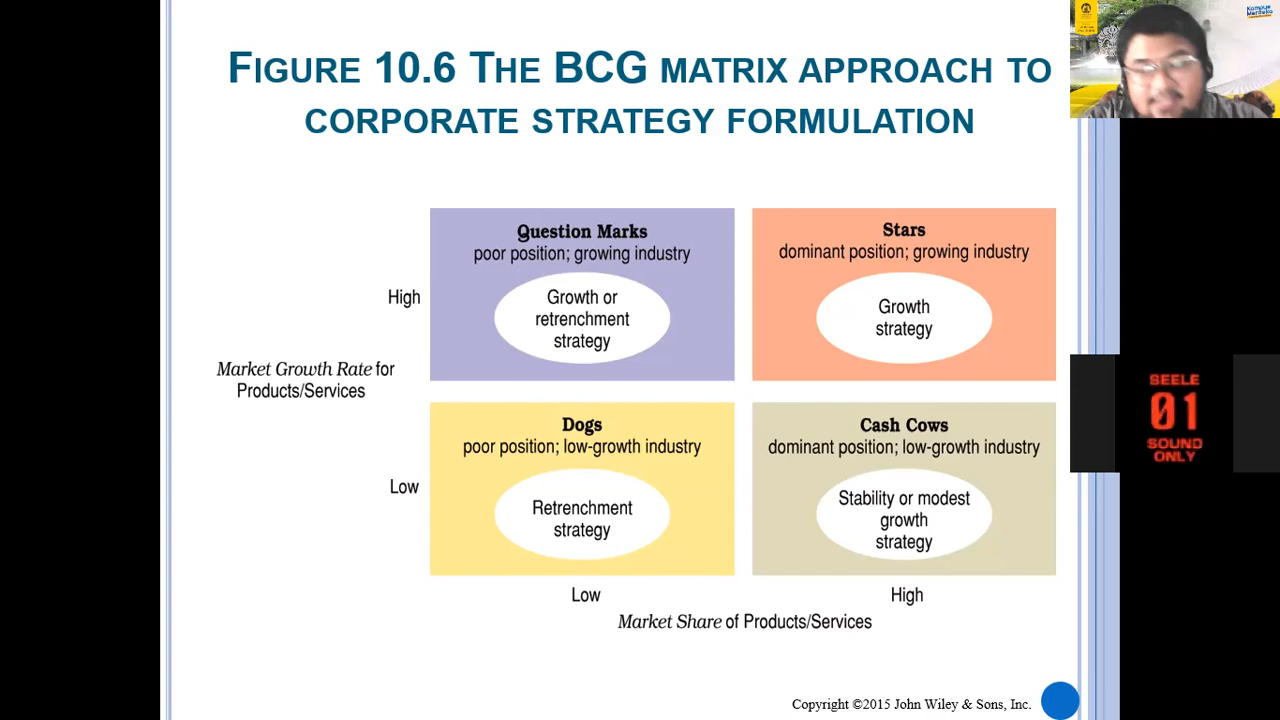 FIGURE 10.6 THE BCG MATRIX APPROACH TO
CORPORATE STRATEGY FORMULATION
Kampus
Merdeka
Question Marks
poor position; growing industry
Growth or
retrenchment
strategy
Stars
dominant position; growing industry
Growth
strategy
High
Market Growth Rate for
Products/Services
Dogs
poor position; low-growth industry
Retrenchment
strategy
Cash Cows
dominant position; low-growth industry
Stability or modest
growth
strategy
Low
Low
High
Market Share of Products/Services
SEELE
01
SOUND
ONLY
Copyright ©2015 John Wiley & Sons, Inc.